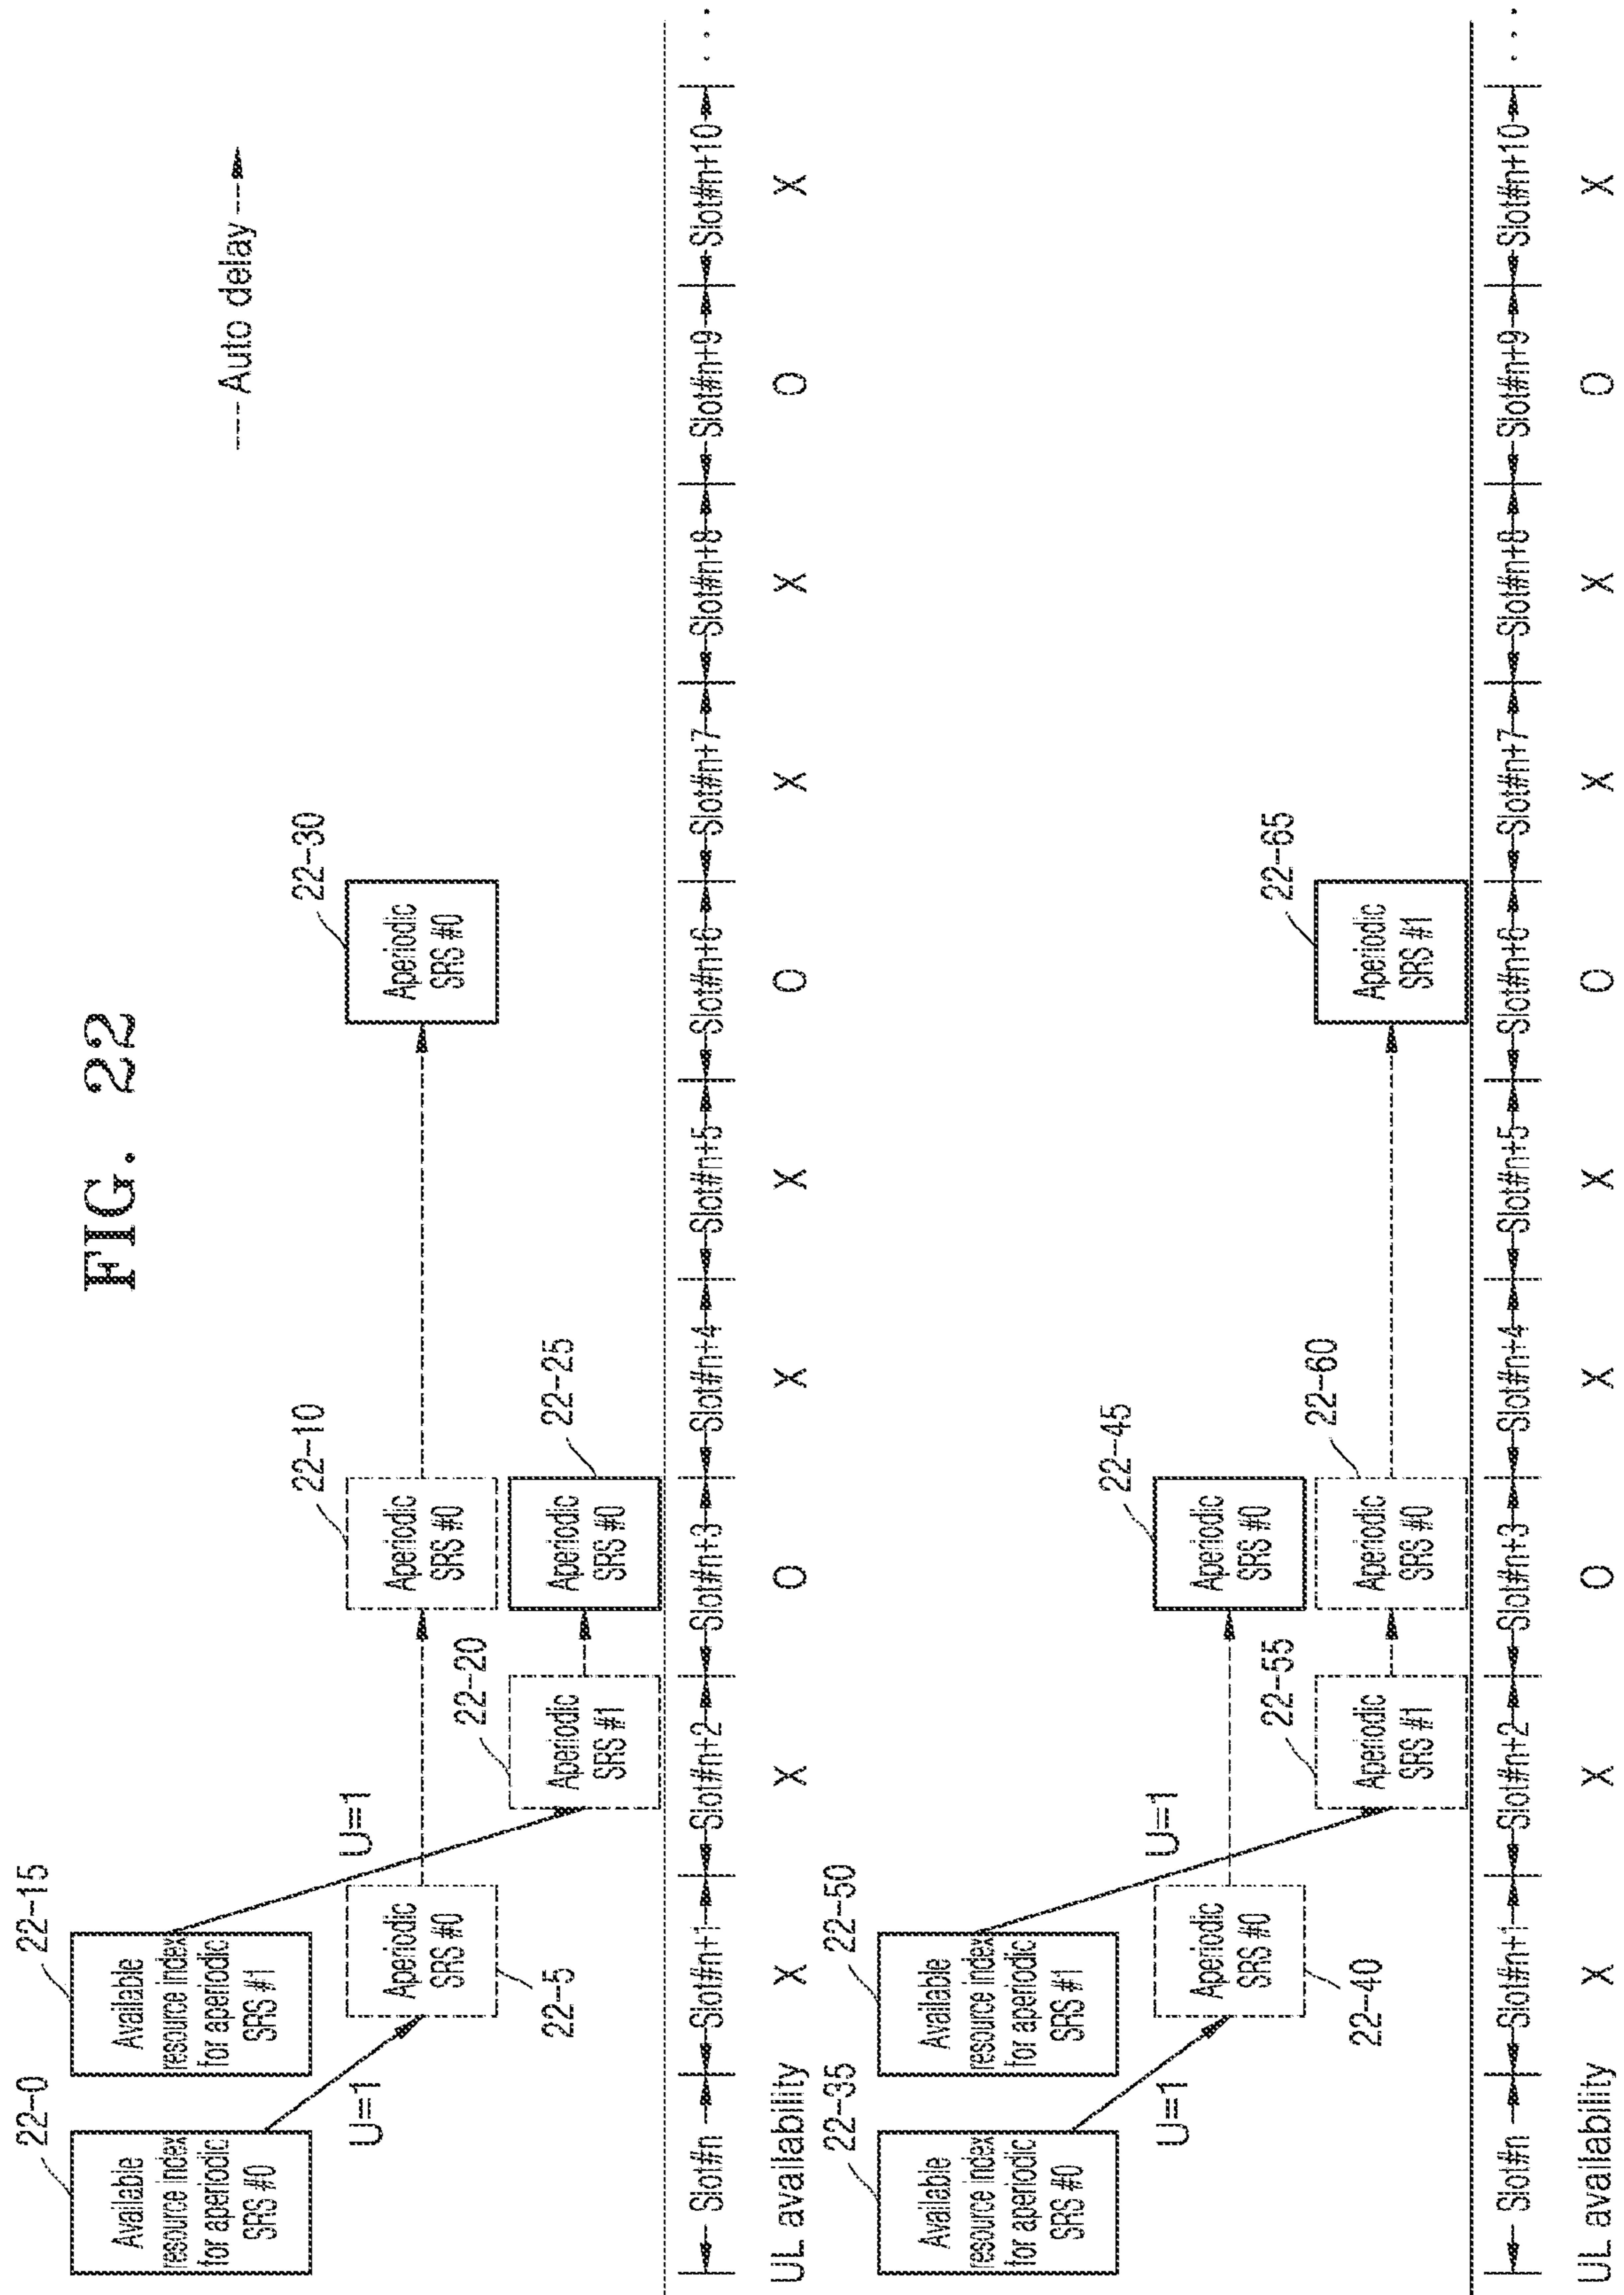 FIG. 22
---- Auto delay ---
22-0
Available
resource index
for aperiodic
SRS #0
22-15
Available
resource index
for aperiodic
SRS #1
U=1
U=1
Aperiodic
SRS #0
22-5
22-10
Aperiodic
SRS #0
22-30
Aperiodic
SRS #0
22-20
Aperiodic
SRS #1
22-25
Aperiodic
SRS #0
Slot#n Slot#n+1 Slot#n+2 Slot#n+3 Slot#n+4 Slot#n+5 Slot#n+6 Slot#n+7 Slot#n+8 Slot#n+9 Slot#n+10 ...
UL availability X X O X X O X X O X
22-35
Available
resource index
for aperiodic
SRS #0
22-50
Available
resource index
for aperiodic
SRS #1
U=1
U=1
Aperiodic
SRS #0
22-40
22-45
Aperiodic
SRS #0
22-55
Aperiodic
SRS #1
22-60
Aperiodic
SRS #0
22-65
Aperiodic
SRS #1
Slot#n Slot#n+1 Slot#n+2 Slot#n+3 Slot#n+4 Slot#n+5 Slot#n+6 Slot#n+7 Slot#n+8 Slot#n+9 Slot#n+10 ...
UL availability X X O X X O X X O X